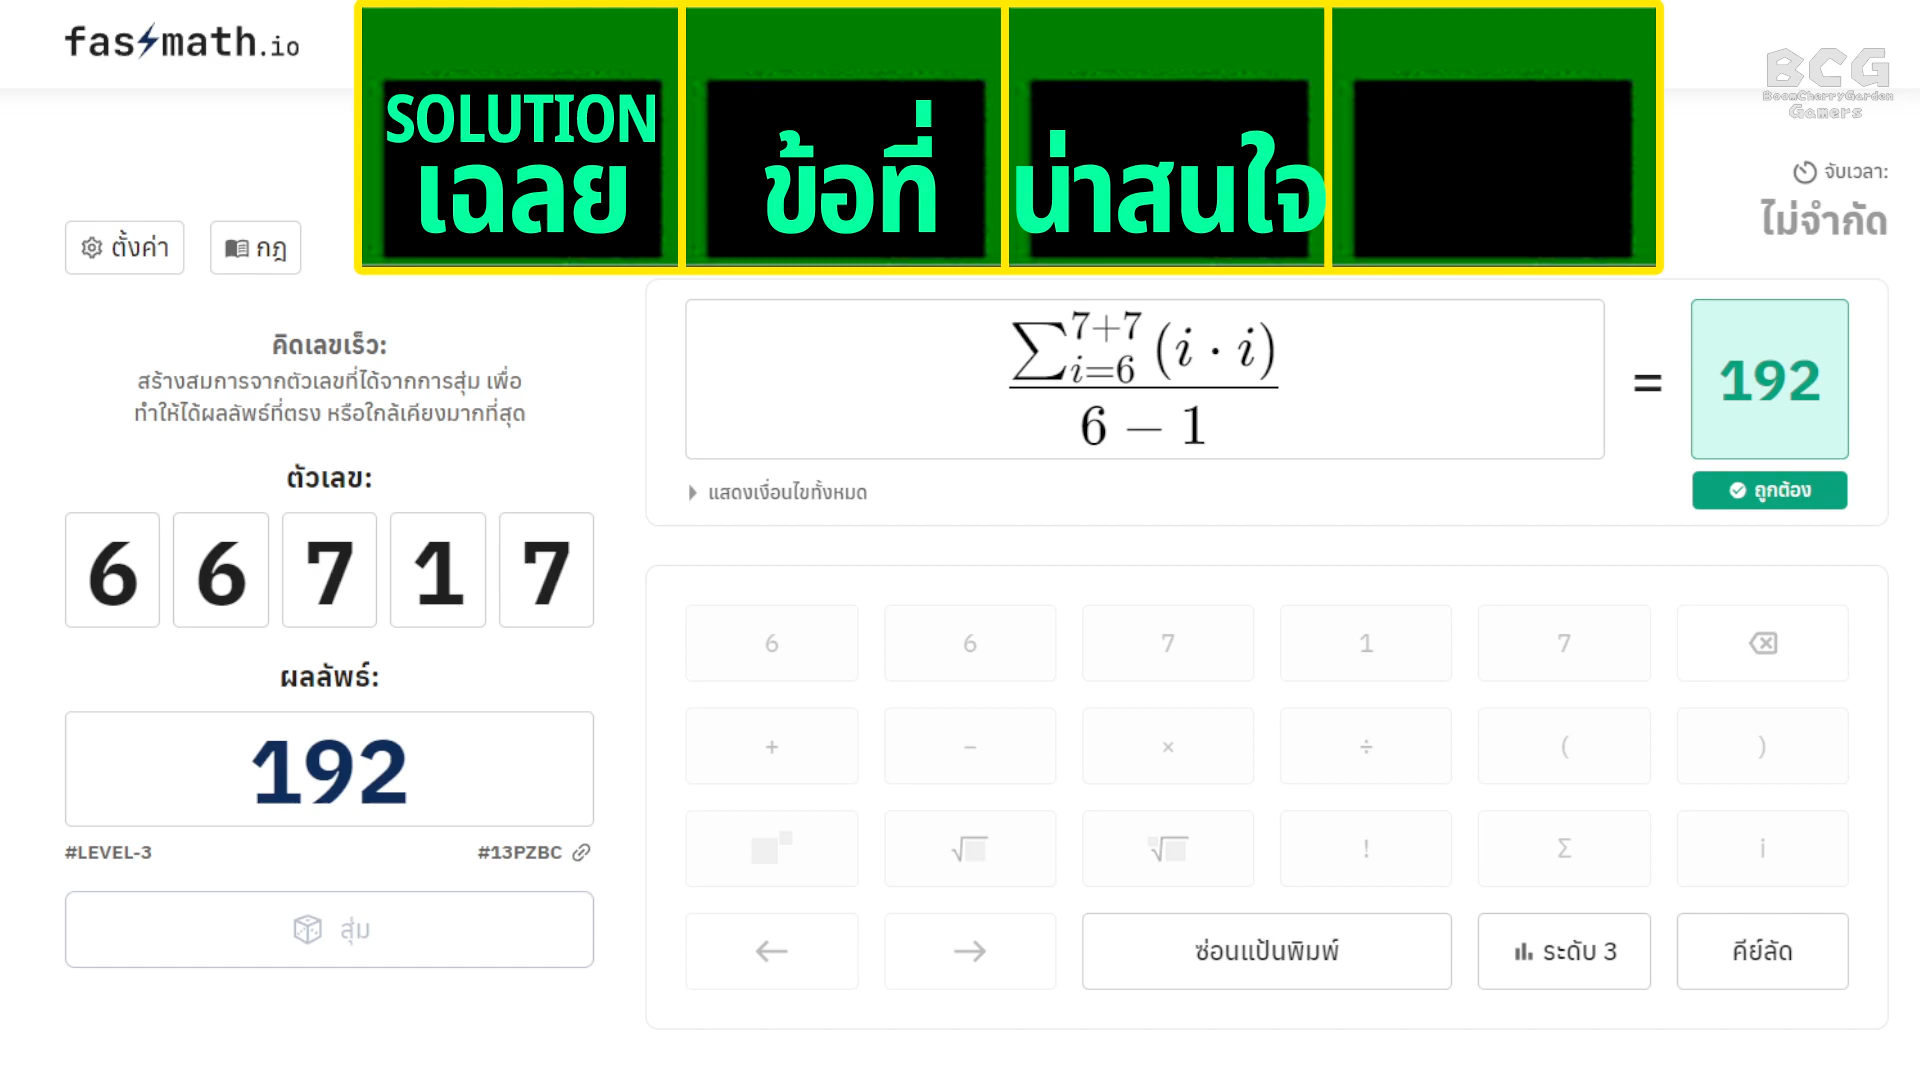 fasmath.io
SOLUTION
เฉลย
ข้อที่
น่าสนใจ
BCG
BoomCherryGarden
Gamers
จับเวลา:
ไม่จำกัด
ตั้งค่า
กฎ
คิดเลขเร็ว:
สร้างสมการจากตัวเลขที่ได้จากการสุ่ม เพื่อ
ทำให้ได้ผลลัพธ์ที่ตรง หรือใกล้เคียงมากที่สุด
ตัวเลข:
6 6 7 1 7
ผลลัพธ์:
192
#LEVEL-3
#13PZBC
สุ่ม
∑_{i=6}^{7+7} (i · i)
6 − 1
= 192
แสดงเงื่อนไขทั้งหมด
ถูกต้อง
6 6 7 1 7
+ − × ÷ ( )
√ √ ! Σ i
← → ซ่อนแป้นพิมพ์ ระดับ 3 คีย์ลัด